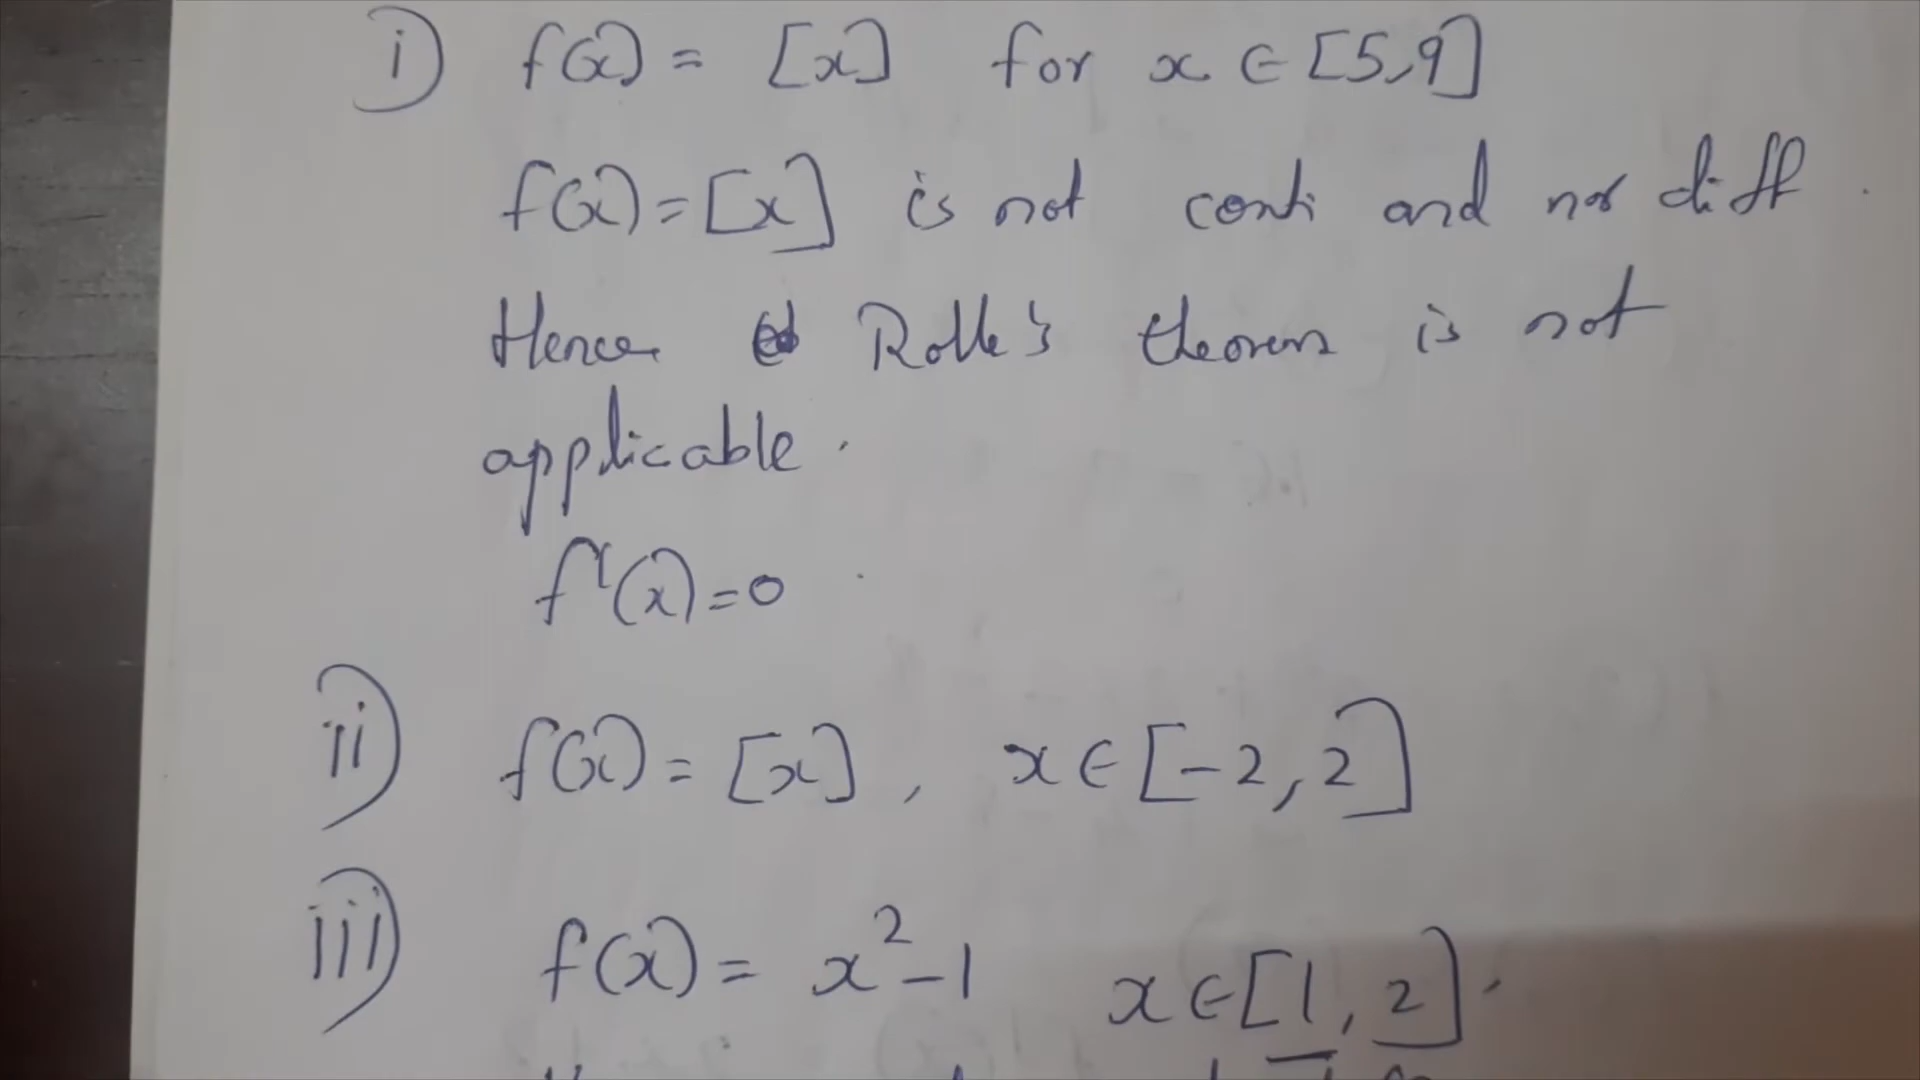 i) f(x) = [x] for x ∈ [5,9]
f(x) = [x] is not conti and not diff.
Hence Rolle's theorem is not
applicable.
f'(x)=0
ii) f(x) = [x], x ∈ [-2,2]
iii) f(x) = x²-1 x ∈ [1,2].